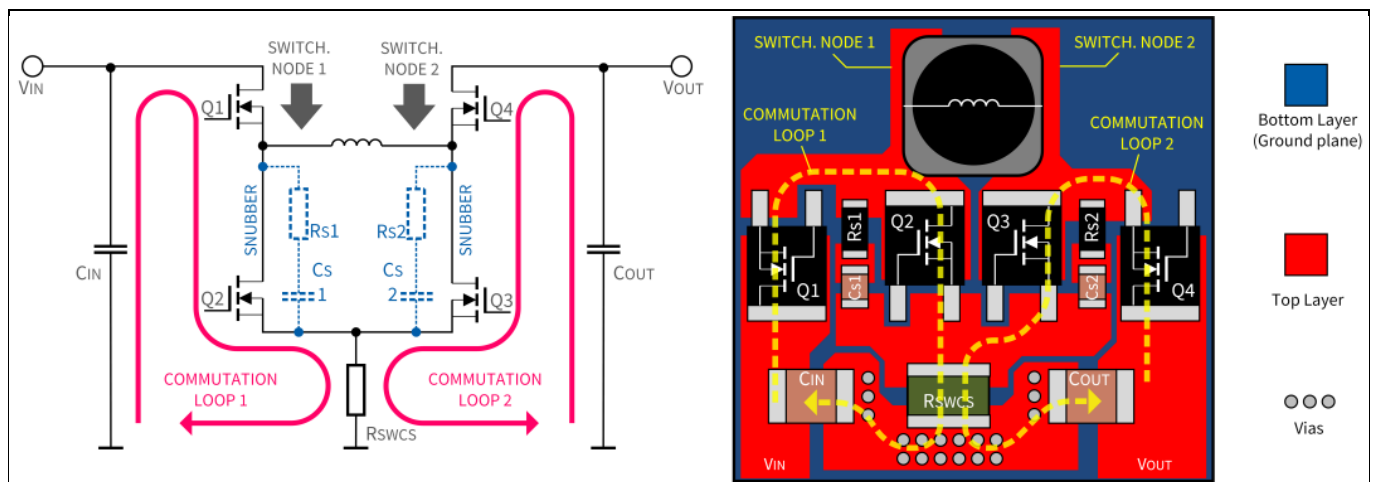 SWITCH.
NODE 1
SWITCH.
NODE 2
VIN
VOUT
Q1
Q4
SNUBBER
SNUBBER
RS1
RS2
CS
1
CS
2
CIN
COUT
Q2
Q3
COMMUTATION
LOOP 1
COMMUTATION
LOOP 2
RSWCS
SWITCH. NODE 1
SWITCH. NODE 2
COMMUTATION
LOOP 1
COMMUTATION
LOOP 2
Q1
Rs1
Cs1
Q2
Q3
Rs2
Cs2
Q4
CIN
RSWCS
COUT
VIN
VOUT
Bottom Layer
(Ground plane)
Top Layer
Vias